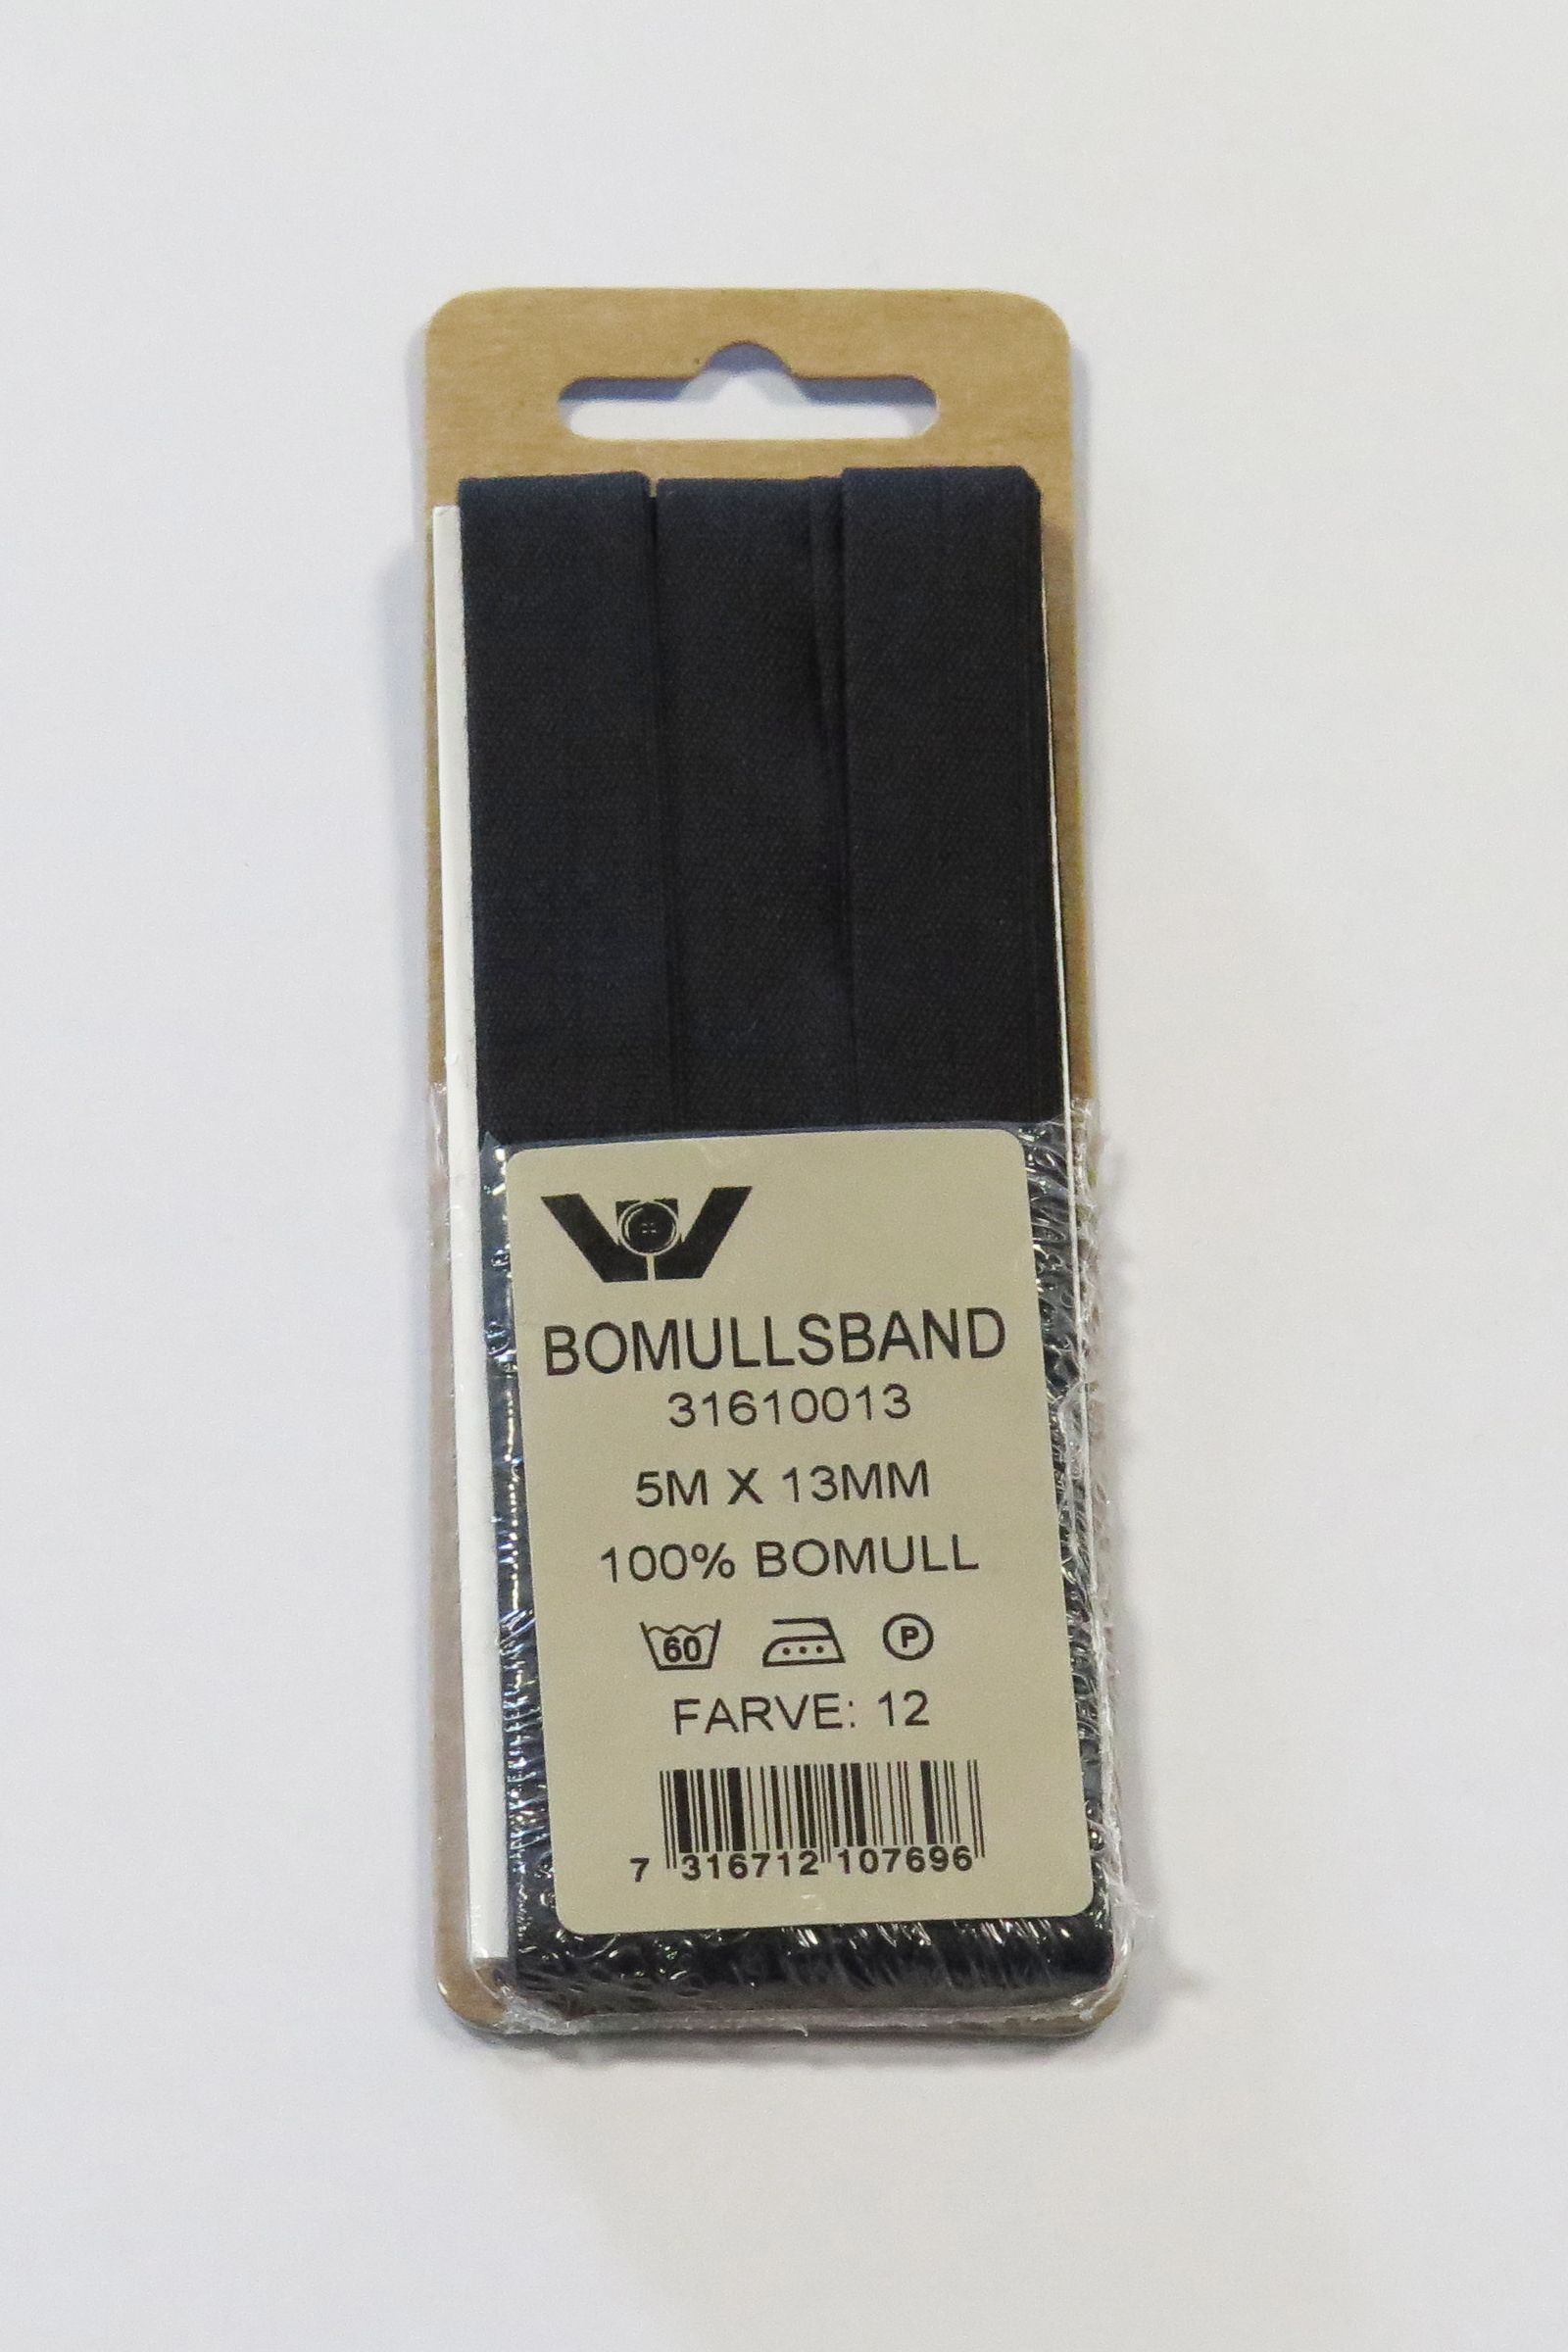 BOMULLSBAND
31610013
5M X 13MM
100% BOMULL
60 P
FARVE: 12
7 316712 107696